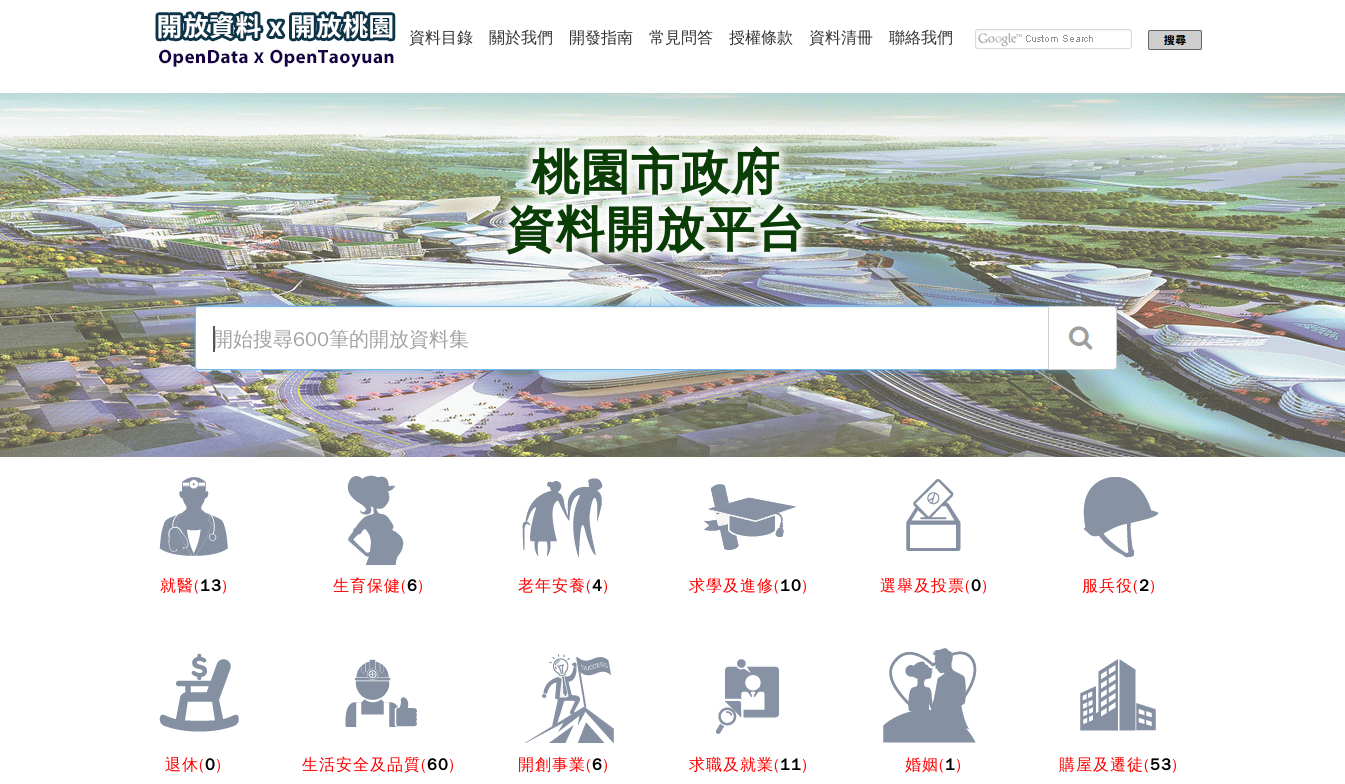 開放資料 x 開放桃園
OpenData x OpenTaoyuan
資料目錄 關於我們 開發指南 常見問答 授權條款 資料清冊 聯絡我們
Google™ Custom Search
搜尋
桃園市政府
資料開放平台
開始搜尋600筆的開放資料集
就醫(13) 生育保健(6) 老年安養(4) 求學及進修(10) 選舉及投票(0) 服兵役(2)
SUCCESS
退休(0) 生活安全及品質(60) 開創事業(6) 求職及就業(11) 婚姻(1) 購屋及遷徒(53)